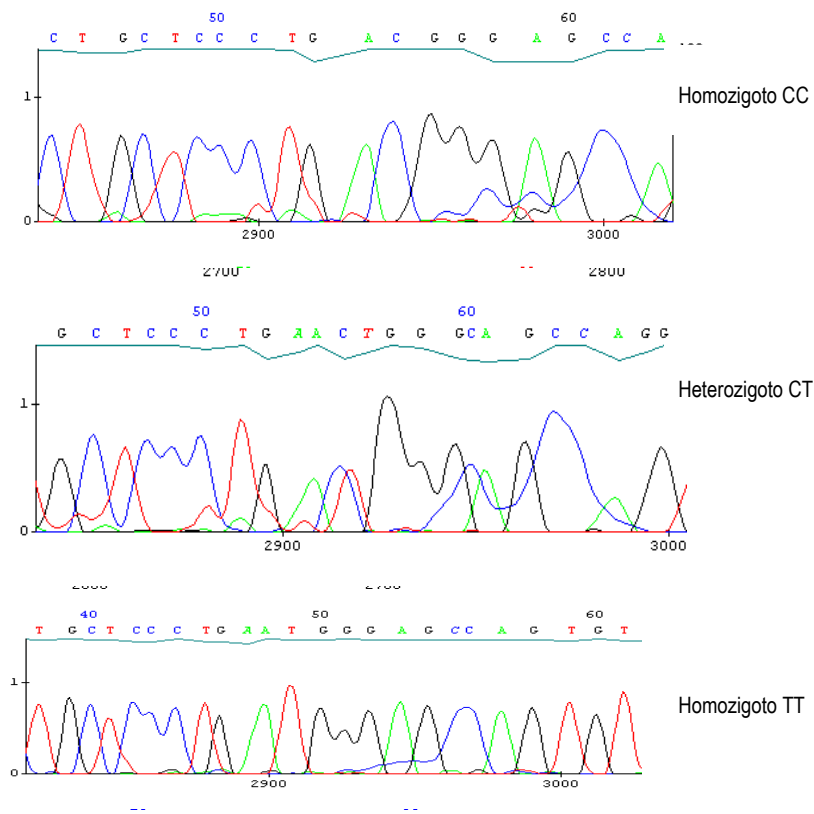 50 60
C T G C T C C C T G A C G G G A G C C A
Homozigoto CC
1
0
2900 3000
2700 2800
50 60
G C T C C C T G A A C T G G G C A G C C A G G
Heterozigoto CT
1
0
2900 3000
40 50 60
T G C T C C C T G A A T G G G A G C C A G T G T
Homozigoto TT
1
0
2900 3000